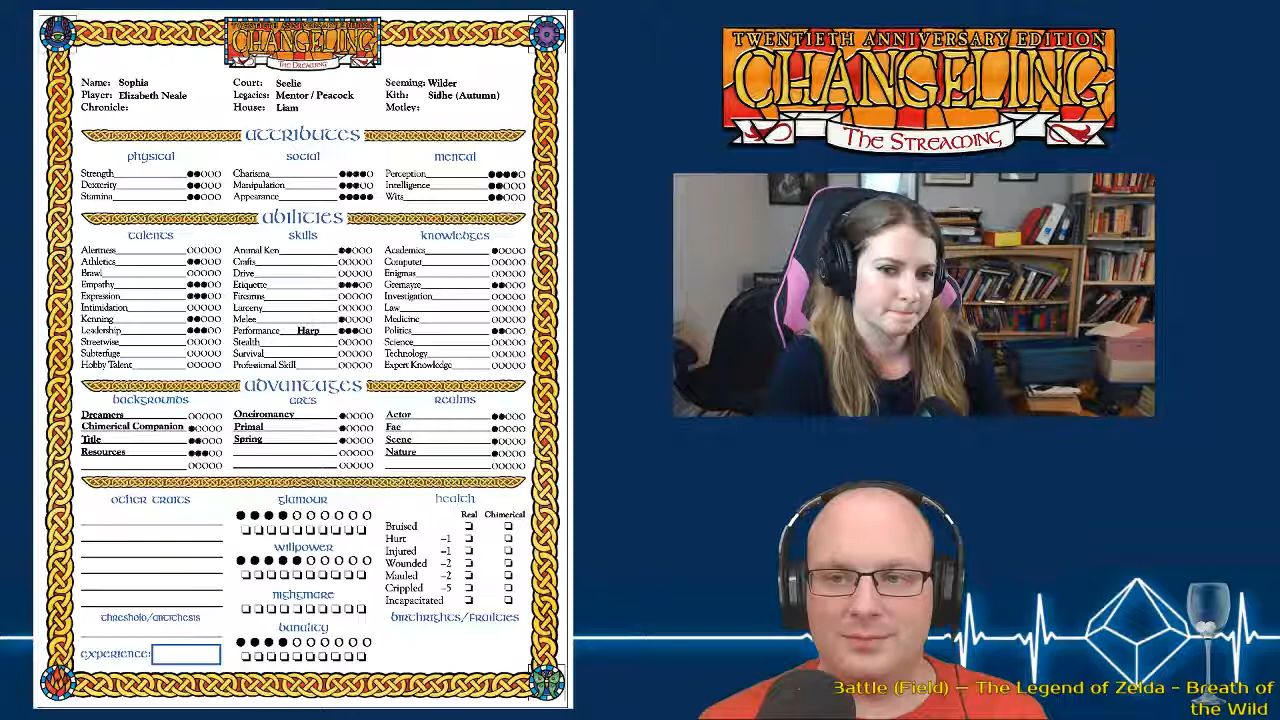 TWENTIETH ANNIVERSARY EDITION
CHANGELING
THE DREAMING
Name: Sophia
Player: Elizabeth Neale
Chronicle:
Court: Seelie
Legacies: Mentor / Peacock
House: Liam
Seeming: Wilder
Kith: Sidhe (Autumn)
Motley:
Attributes
Physical
Social
Mental
Strength
Dexterity
Stamina
Charisma
Manipulation
Appearance
Perception
Intelligence
Wits
Abilities
Talents
Skills
Knowledges
Alertness
Athletics
Brawl
Empathy
Expression
Intimidation
Kenning
Leadership
Streetwise
Subterfuge
Hobby Talent
Animal Ken
Crafts
Drive
Etiquette
Firearms
Larceny
Melee
Performance Harp
Stealth
Survival
Professional Skill
Academics
Computer
Enigmas
Gremayre
Investigation
Law
Medicine
Politics
Science
Technology
Expert Knowledge
Advantages
Backgrounds
Arts
Realms
Dreamers
Chimerical Companion
Title
Resources
Oneiromancy
Primal
Spring
Actor
Fae
Scene
Nature
Other Traits
Threshold/Antithesis
Experience:
Glamour
Willpower
Nightmare
Banality
Health
Real Chimerical
Bruised
Hurt -1
Injured -1
Wounded -2
Mauled -2
Crippled -5
Incapacitated
Birthrights/Frailties
TWENTIETH ANNIVERSARY EDITION
CHANGELING
The Streaming
Battle (Field) — The Legend of Zelda - Breath of
the Wild